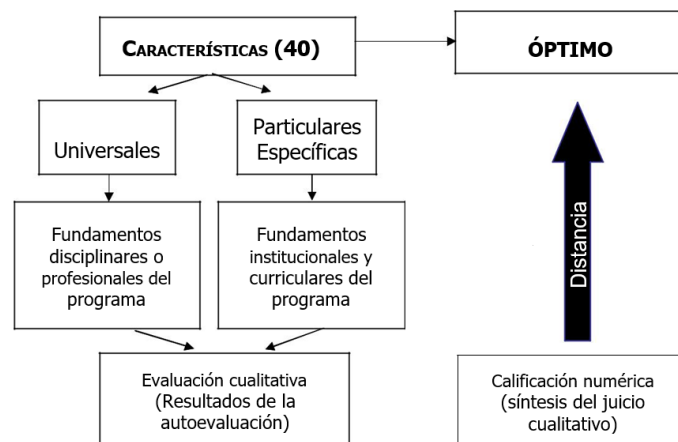 CARACTERÍSTICAS (40)
ÓPTIMO
Universales
Particulares
Específicas
Fundamentos
disciplinares o
profesionales del
programa
Fundamentos
institucionales y
curriculares del
programa
Distancia
Evaluación cualitativa
(Resultados de la
autoevaluación)
Calificación numérica
(síntesis del juicio
cualitativo)